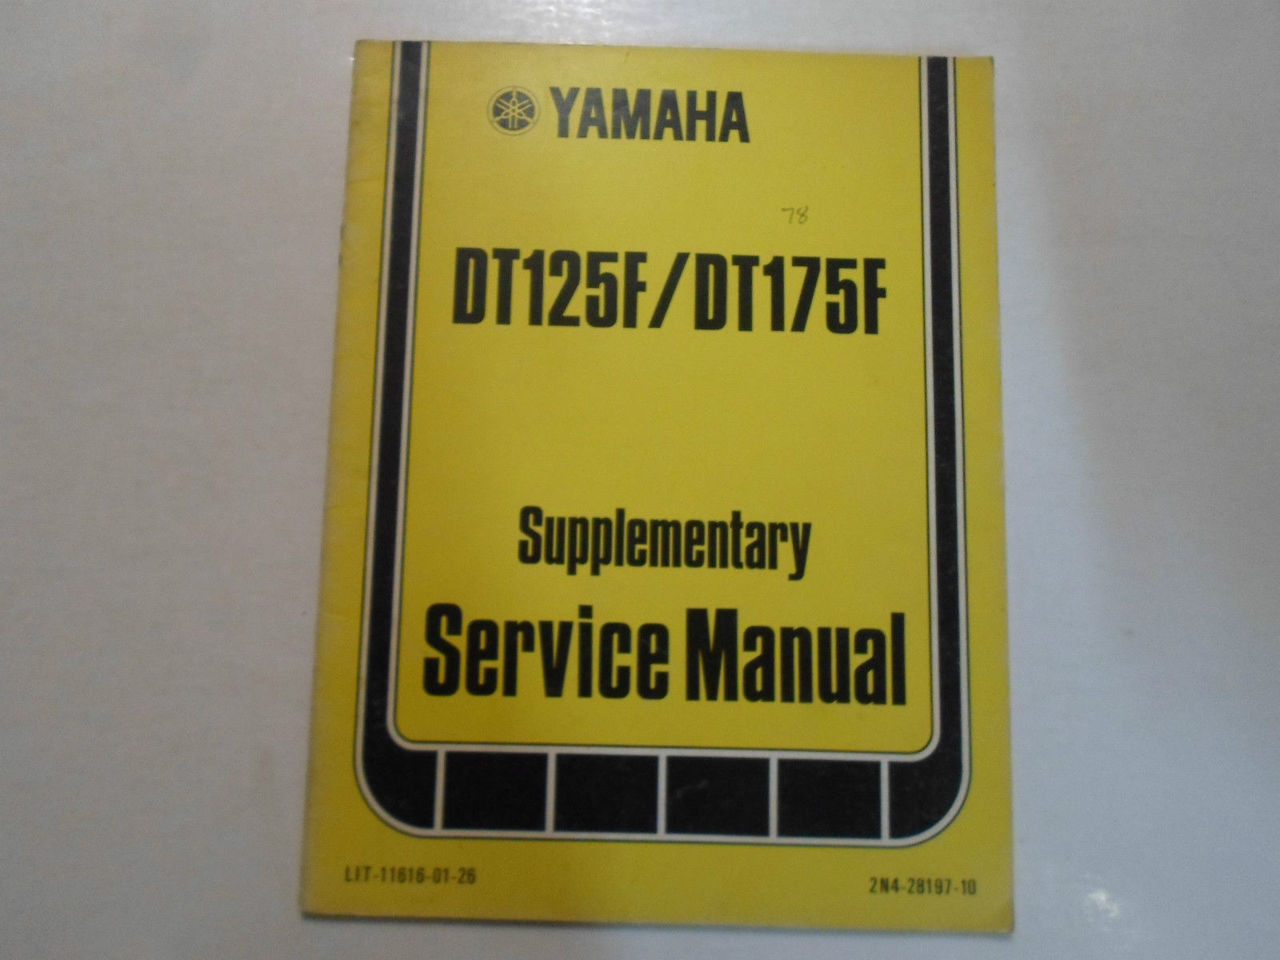 YAMAHA
78
DT125F/DT175F
Supplementary
Service Manual
LIT-11616-01-26
2N4-28197-10